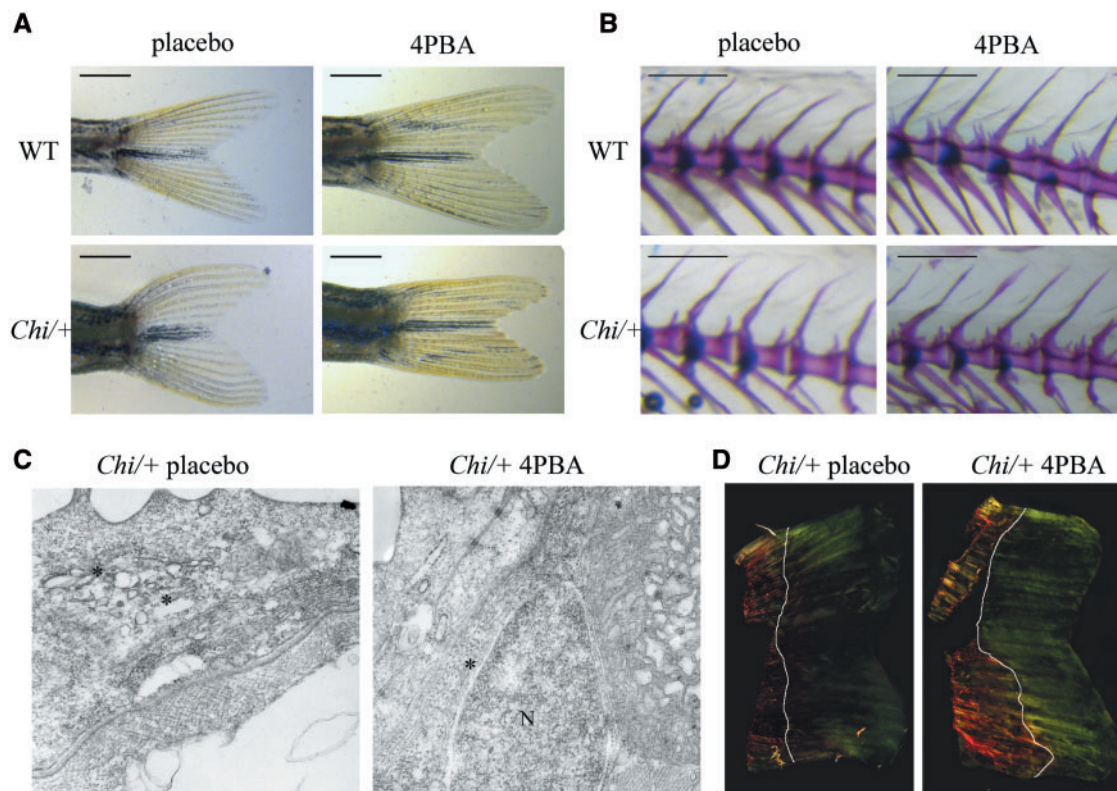 A
placebo 4PBA
WT
Chi/+
B
placebo 4PBA
WT
Chi/+
C
Chi/+ placebo Chi/+ 4PBA
* * * N
D
Chi/+ placebo Chi/+ 4PBA